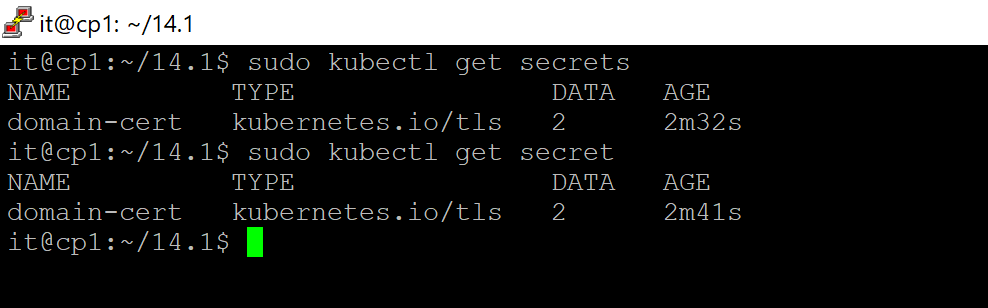 it@cp1: ~/14.1
it@cp1:~/14.1$ sudo kubectl get secrets
NAME TYPE DATA AGE
domain-cert kubernetes.io/tls 2 2m32s
it@cp1:~/14.1$ sudo kubectl get secret
NAME TYPE DATA AGE
domain-cert kubernetes.io/tls 2 2m41s
it@cp1:~/14.1$